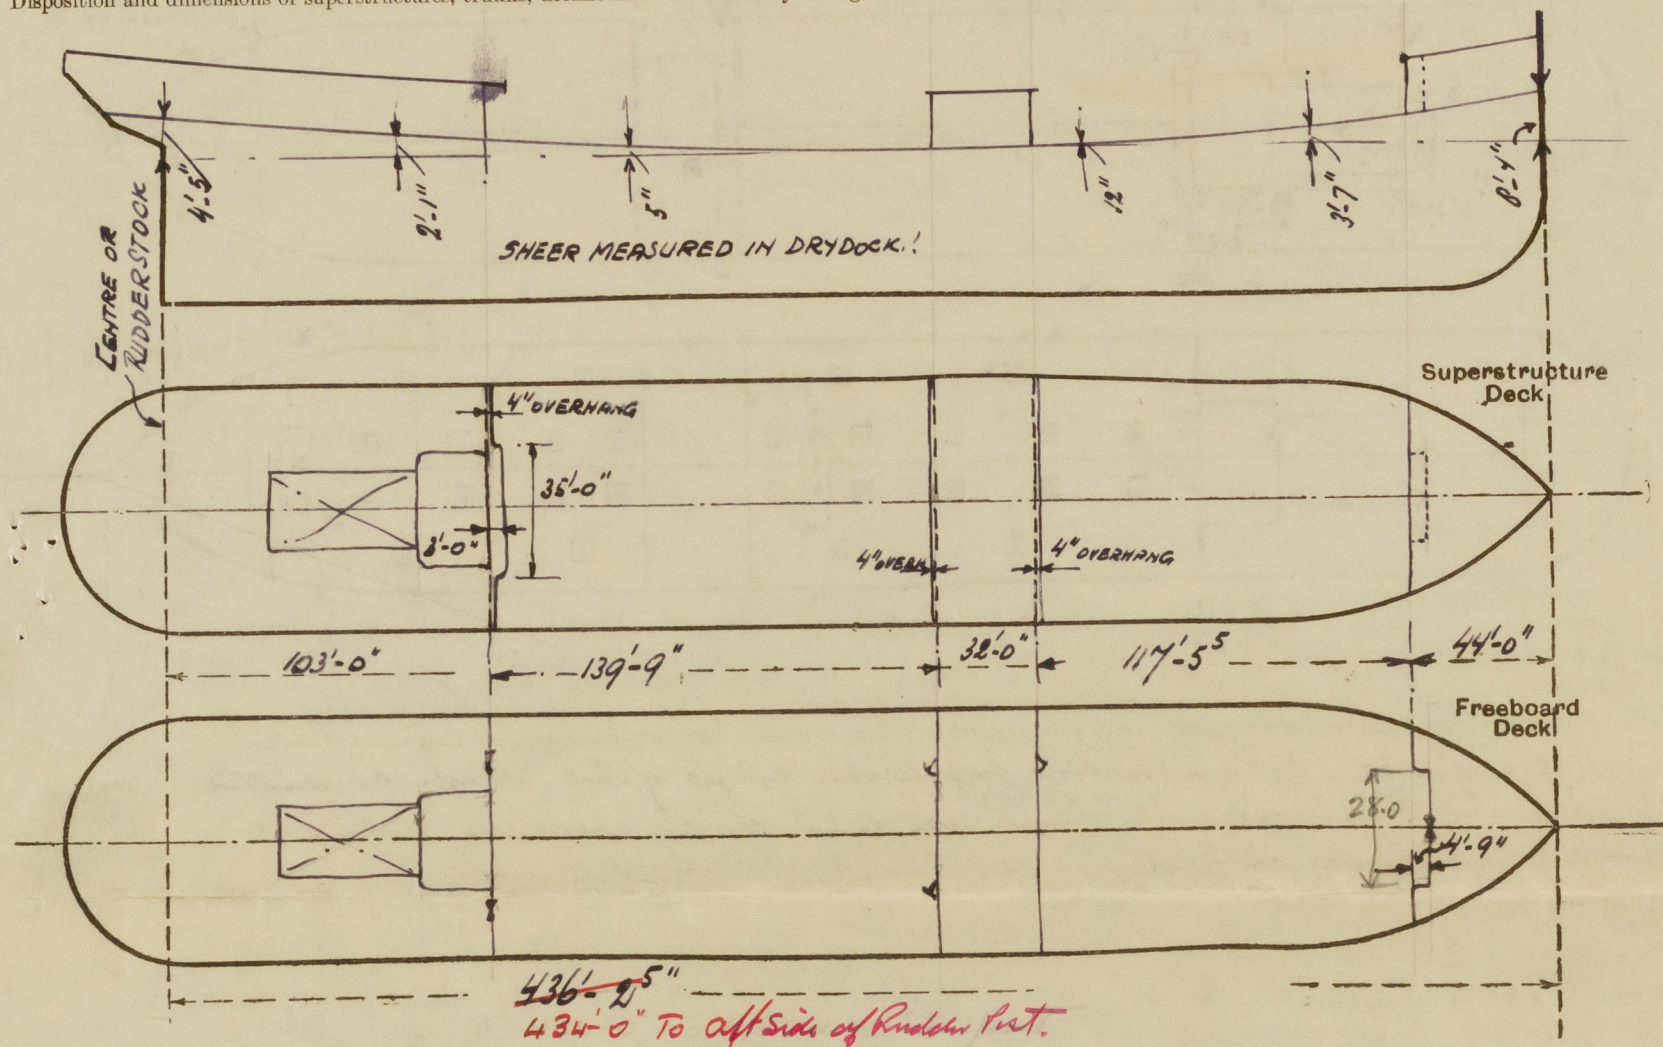 Disposition and dimensions of superstructures, trunks,
4'-5"
2'-1"
5"
12"
3'-7"
8'-4"
SHEER MEASURED IN DRYDOCK.!
CENTRE OR
RUDDERSTOCK
Superstructure
Deck
4" OVERHANG
35'-0"
4" OVERH
4" OVERHANG
103'-0"
139'-9"
32'-0"
117'-5⁵
44'-0"
Freeboard
Deck
28.0
4'-9"
436'-2⁵"
434'-0" To aft side of Rudder Post.